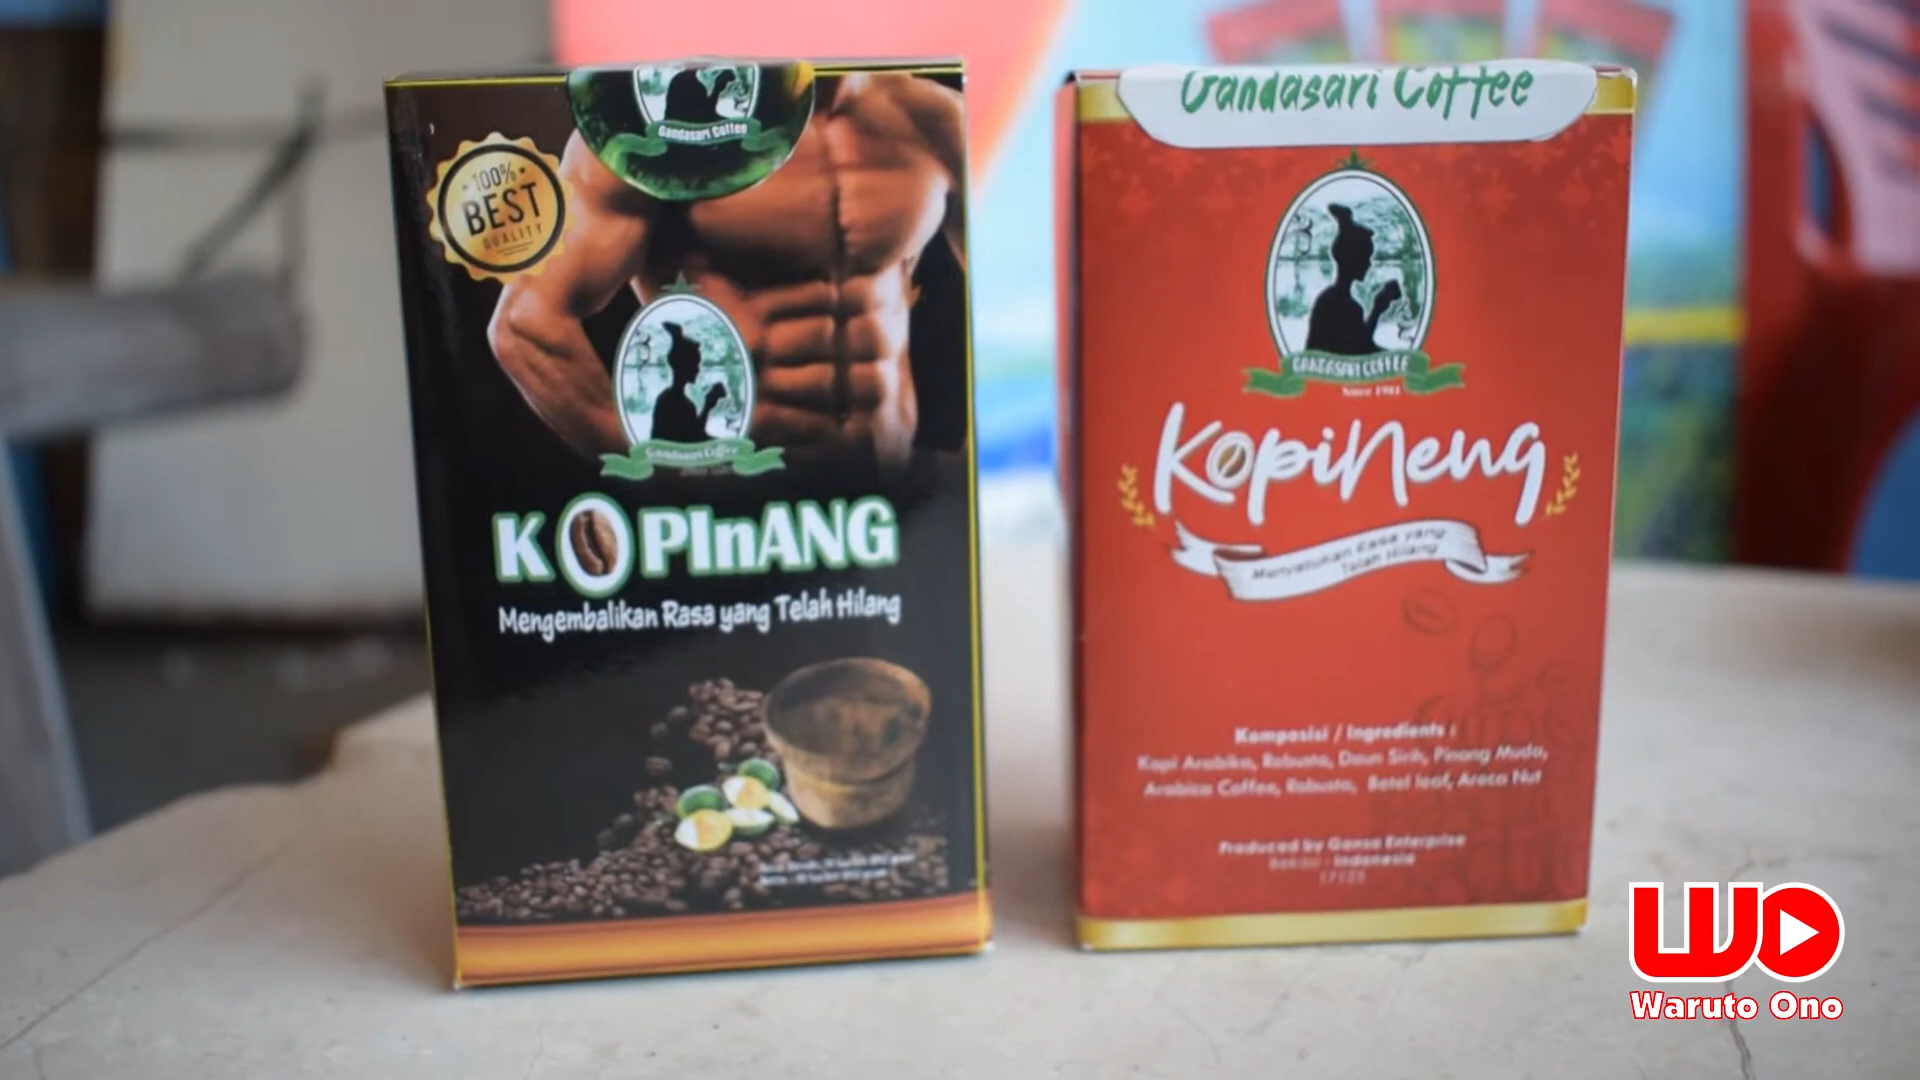 Gandasari Coffee
100%
BEST
QUALITY
Gandasari Coffee
KOPInANG
Mengembalikan Rasa yang Telah Hilang
Gandasari Coffee
GANDASARI COFFEE
Since 1981
KopiNeng
Menyatukan Rasa yang
Telah Hilang
Komposisi / Ingredients :
Kopi Arabika, Robusta, Daun Sirih, Pinang Muda,
Arabica Coffee, Robusta, Betel leaf, Areca Nut
Produced by Gansa Enterprise
Bekasi - Indonesia
17125
WO
Waruto Ono